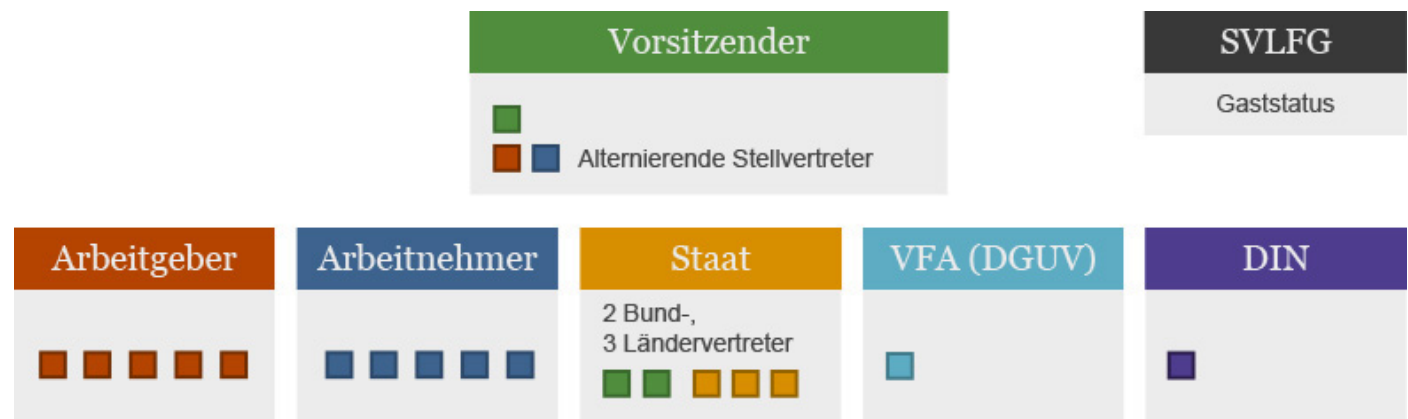 Vorsitzender
Alternierende Stellvertreter
SVLFG
Gaststatus
Arbeitgeber
Arbeitnehmer
Staat
2 Bund-,
3 Ländervertreter
VFA (DGUV)
DIN